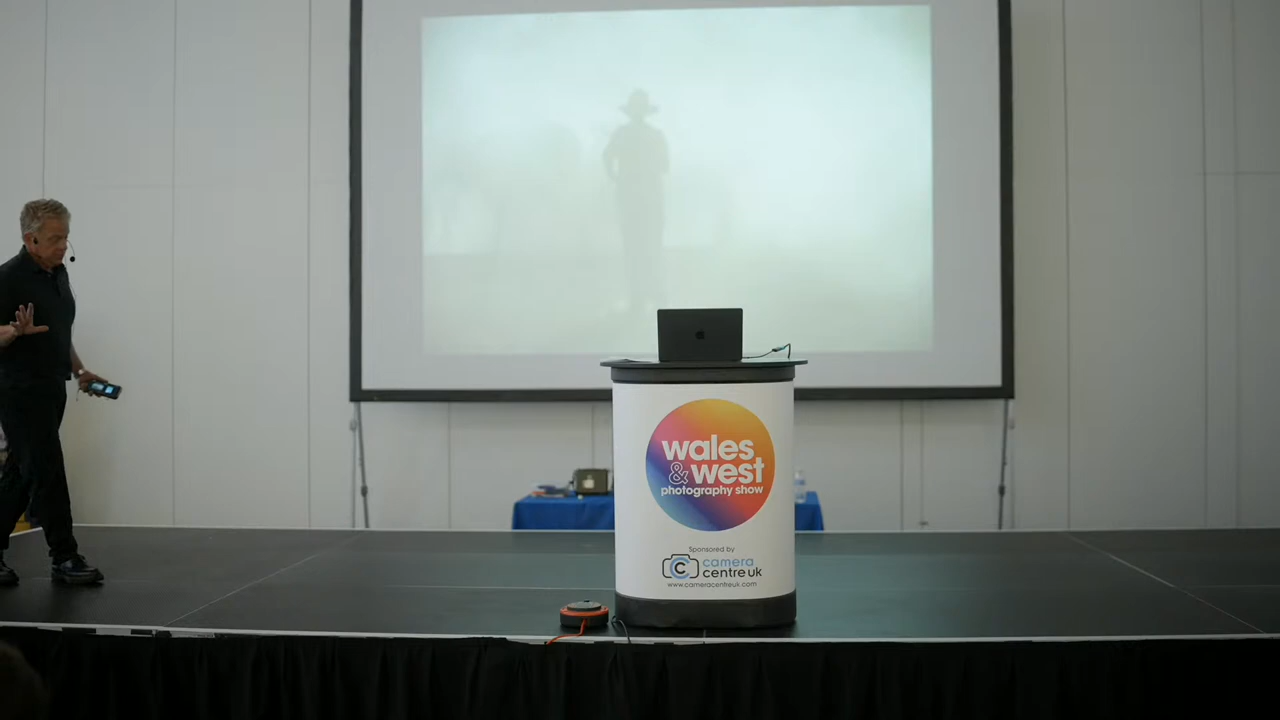 wales
& west
photography show
Sponsored by
camera
centre uk
www.cameracentreuk.com